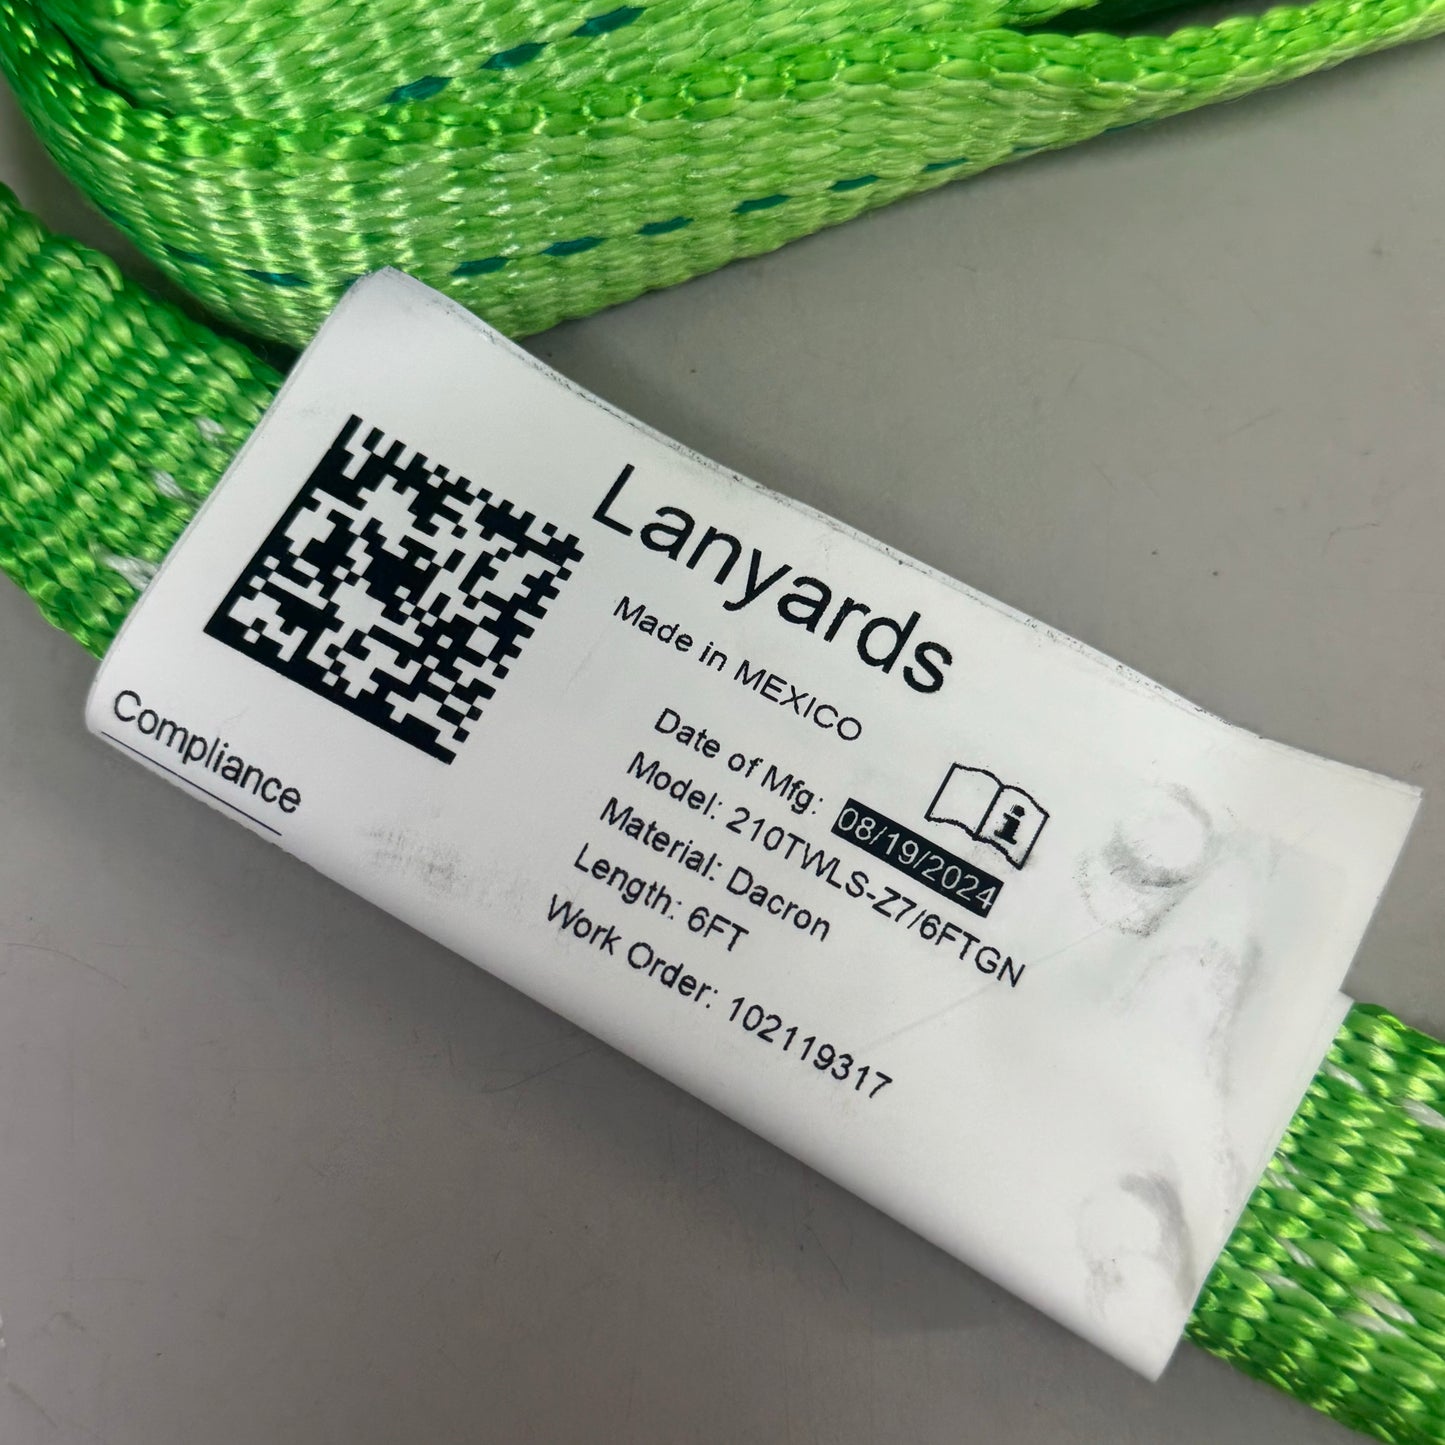 Lanyards
Made in MEXICO
Date of Mfg: 08/19/2024
Model: 210TWLS-Z7/6FTGN
Material: Dacron
Length: 6FT
Work Order: 102119317
Compliance